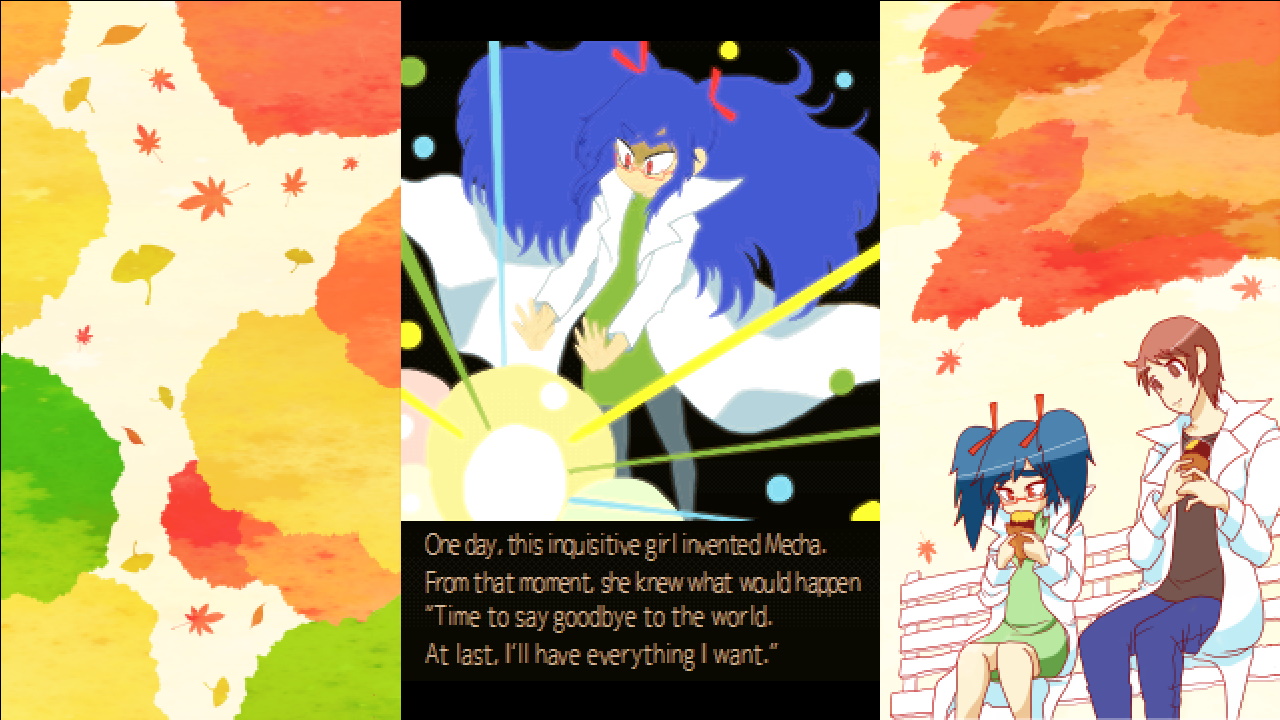 One day, this inquisitive girl invented Mecha.
From that moment, she knew what would happen
"Time to say goodbye to the world.
At last, I'll have everything I want."